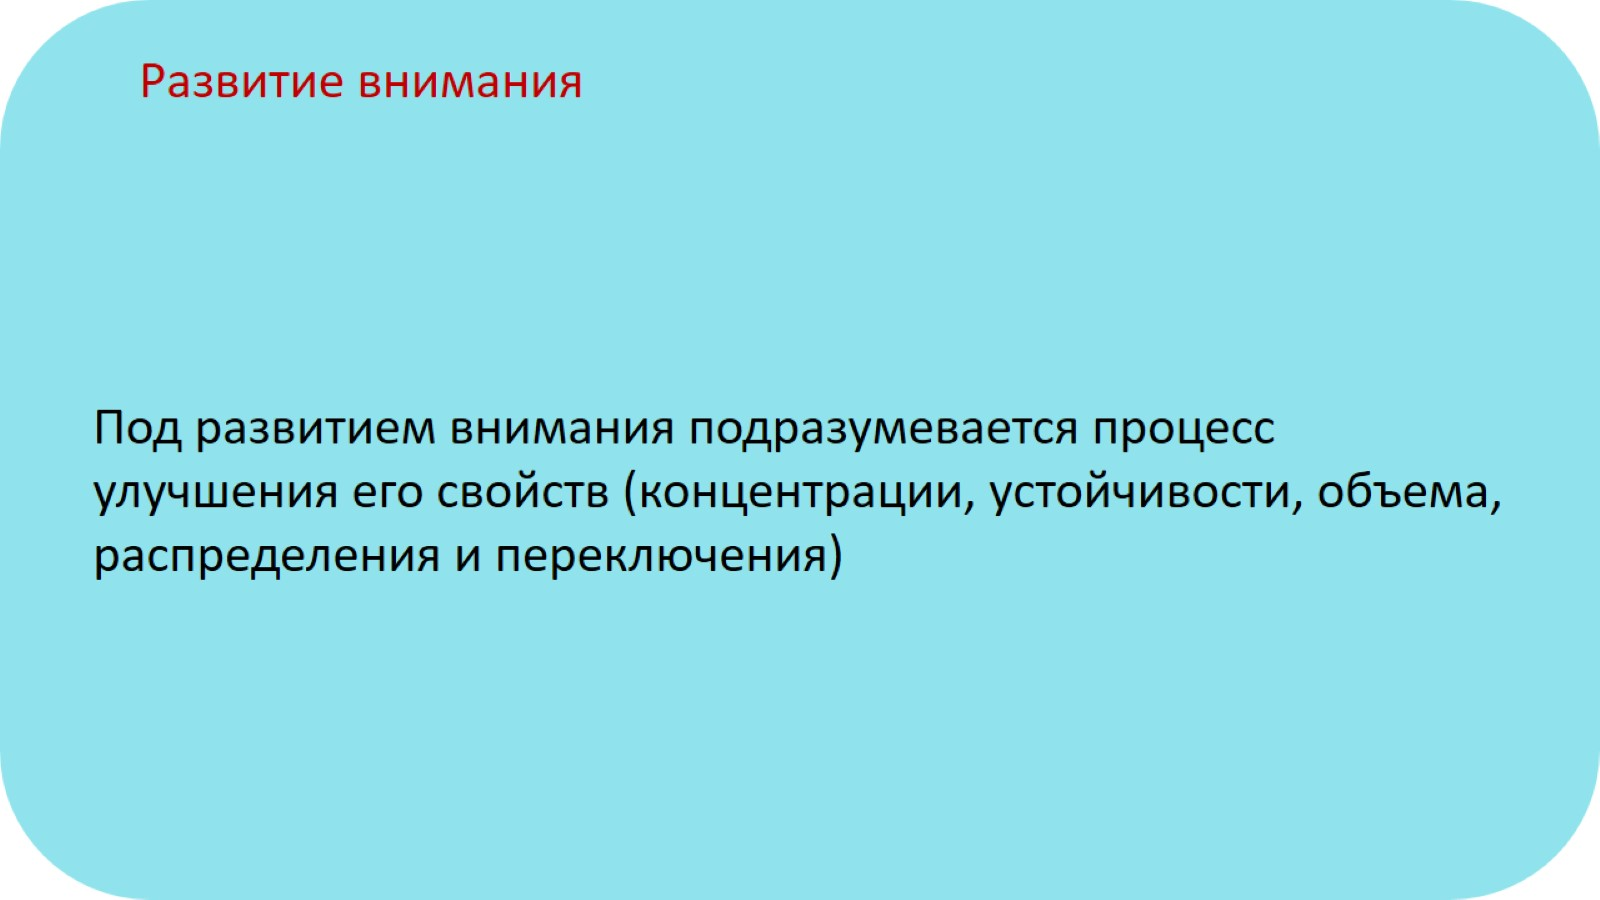 Развитие внимания
Под развитием внимания подразумевается процесс
улучшения его свойств (концентрации, устойчивости, объема,
распределения и переключения)